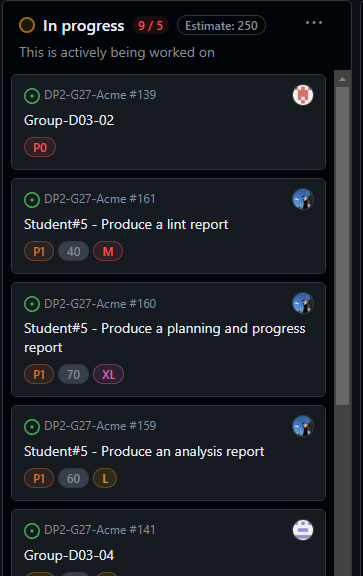 In progress 9 / 5 Estimate: 250 ...
This is actively being worked on
DP2-G27-Acme #139
Group-D03-02
P0
DP2-G27-Acme #161
Student#5 - Produce a lint report
P1 40 M
DP2-G27-Acme #160
Student#5 - Produce a planning and progress
report
P1 70 XL
DP2-G27-Acme #159
Student#5 - Produce an analysis report
P1 60 L
DP2-G27-Acme #141
Group-D03-04